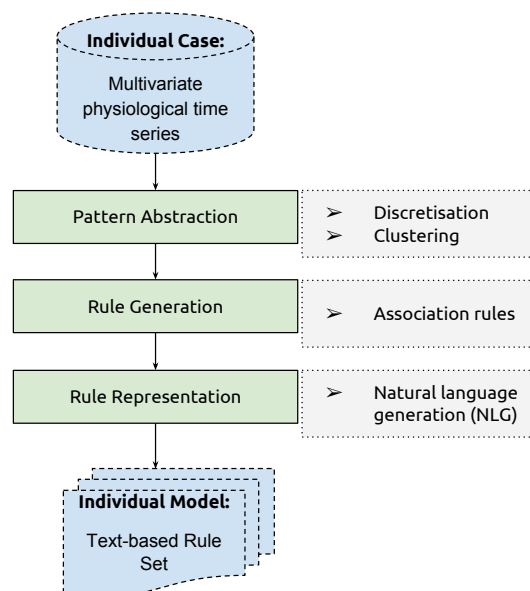 Individual Case:
Multivariate
physiological time
series
Pattern Abstraction
➢ Discretisation
➢ Clustering
Rule Generation
➢ Association rules
Rule Representation
➢ Natural language
generation (NLG)
Individual Model:
Text-based Rule
Set